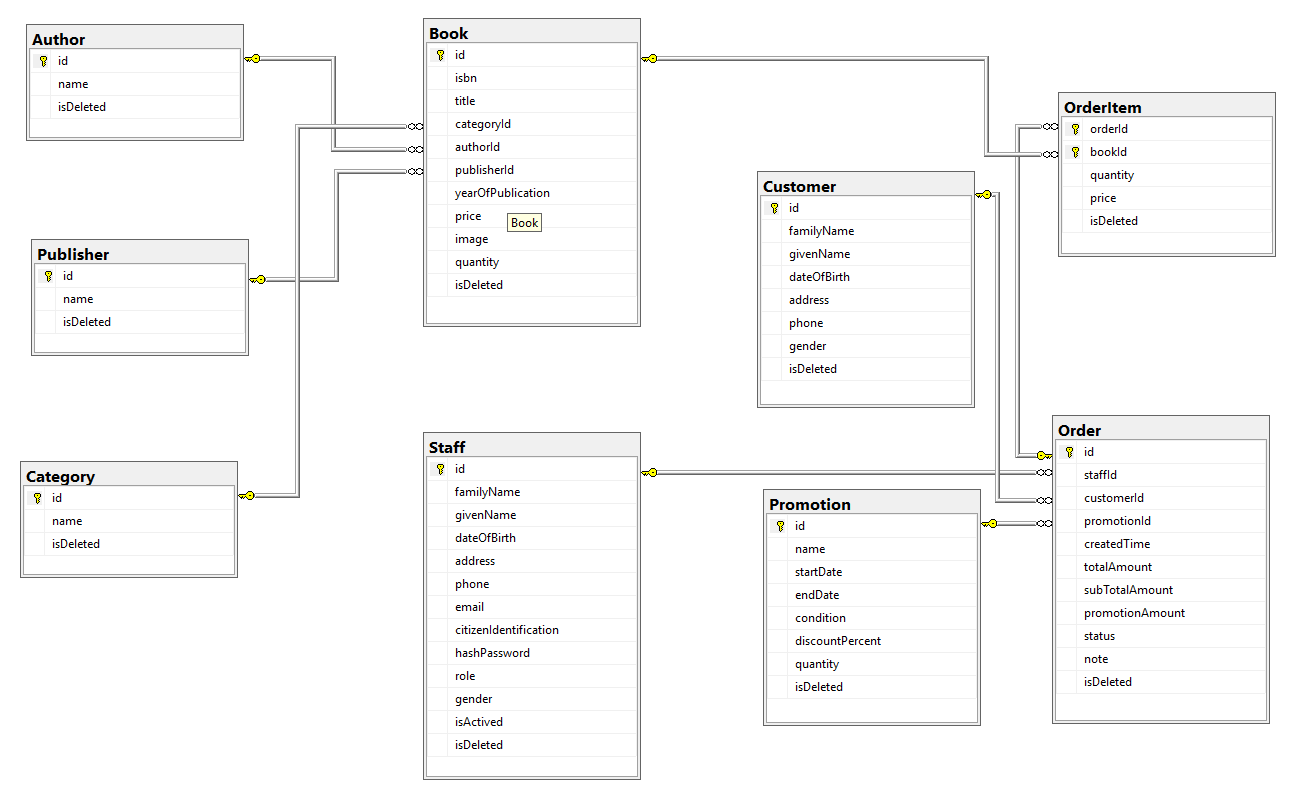 Author
id
name
isDeleted
Book
id
isbn
title
categoryId
authorId
publisherId
yearOfPublication
price
Book
image
quantity
isDeleted
OrderItem
orderId
bookId
quantity
price
isDeleted
Customer
id
familyName
givenName
dateOfBirth
address
phone
gender
isDeleted
Publisher
id
name
isDeleted
Category
id
name
isDeleted
Staff
id
familyName
givenName
dateOfBirth
address
phone
email
citizenIdentification
hashPassword
role
gender
isActived
isDeleted
Promotion
id
name
startDate
endDate
condition
discountPercent
quantity
isDeleted
Order
id
staffId
customerId
promotionId
createdTime
totalAmount
subTotalAmount
promotionAmount
status
note
isDeleted